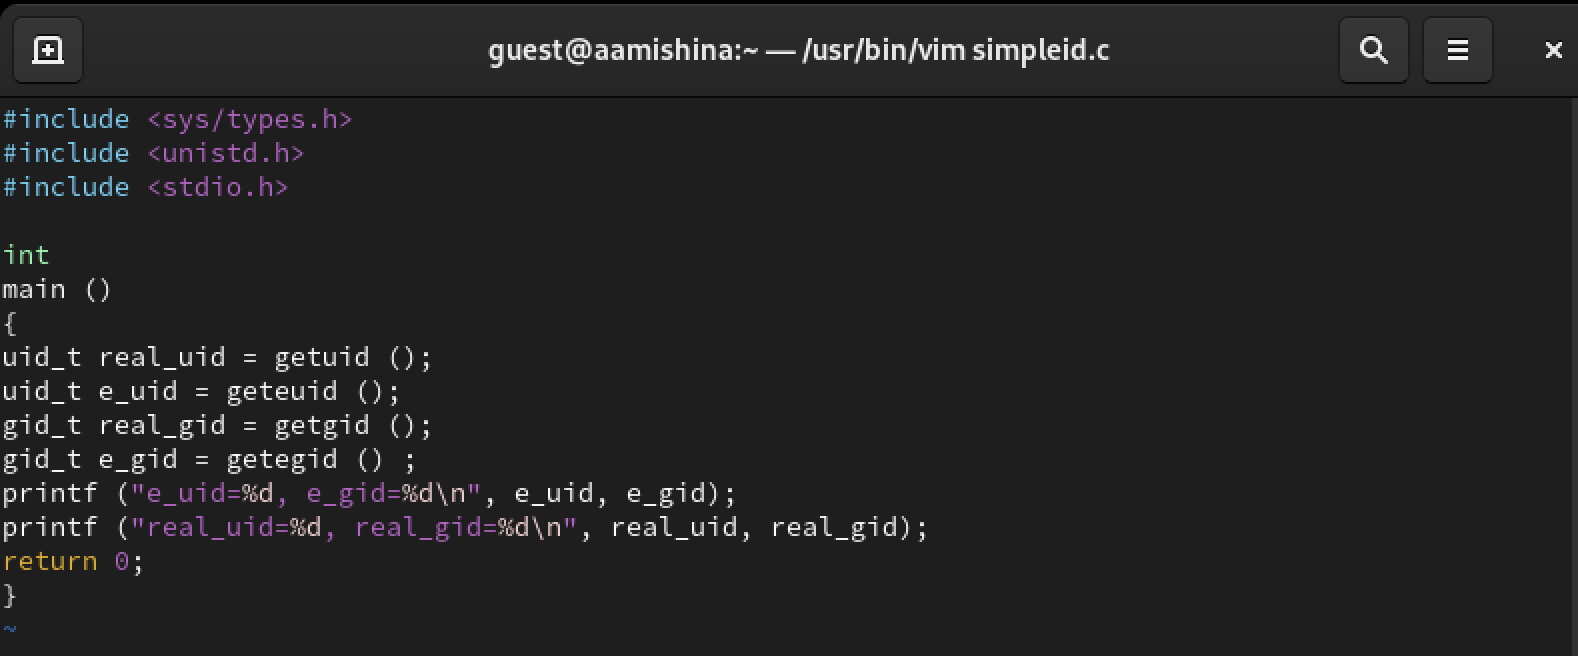 guest@aamishina:~ — /usr/bin/vim simpleid.c
#include <sys/types.h>
#include <unistd.h>
#include <stdio.h>
int
main ()
{
uid_t real_uid = getuid ();
uid_t e_uid = geteuid ();
gid_t real_gid = getgid ();
gid_t e_gid = getegid () ;
printf ("e_uid=%d, e_gid=%d\n", e_uid, e_gid);
printf ("real_uid=%d, real_gid=%d\n", real_uid, real_gid);
return 0;
}
~